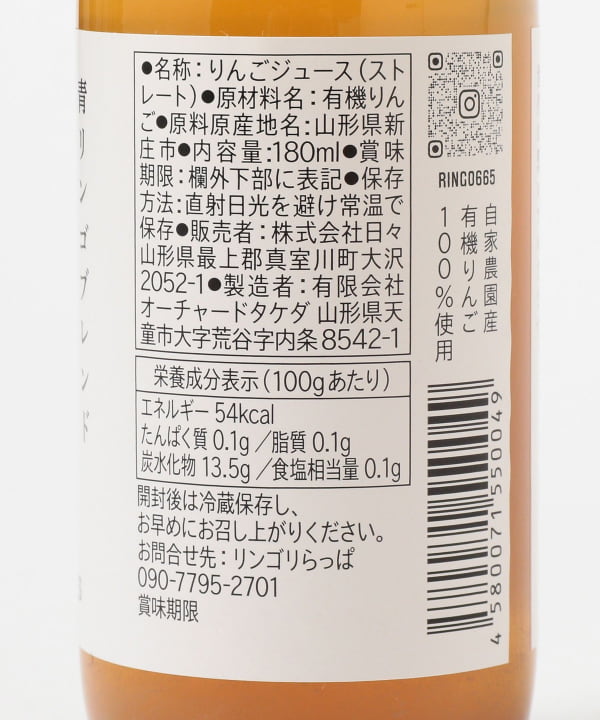 ●名称：りんごジュース（スト
レート）●原材料名：有機りん
ご●原料原産地名：山形県新
庄市●内容量：180ml●賞味
期限：欄外下部に表記●保存
方法：直射日光を避け常温で
保存●販売者：株式会社日々
山形県最上郡真室川町大沢
2052-1●製造者：有限会社
オーチャードタケダ 山形県天
童市大字荒谷字内条8542-1
栄養成分表示（100gあたり）
エネルギー 54kcal
たんぱく質 0.1g／脂質 0.1g
炭水化物 13.5g／食塩相当量 0.1g
開封後は冷蔵保存し、
お早めにお召し上がりください。
お問合せ先：リンゴリらっぱ
090-7795-2701
賞味期限
RINGO665
自家農園産
有機りんご
100%使用
4580071550049
青リンゴブレンド